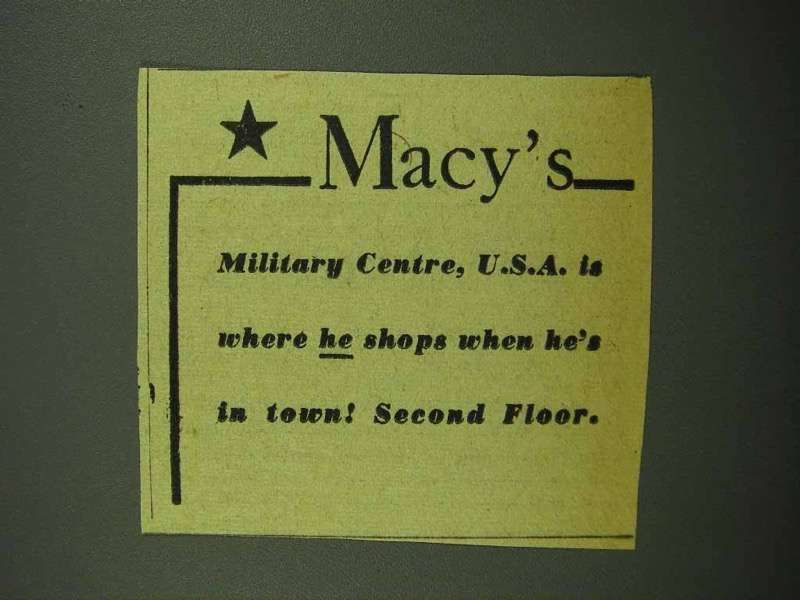 Macy's
Military Centre, U.S.A. is
where he shops when he's
in town! Second Floor.